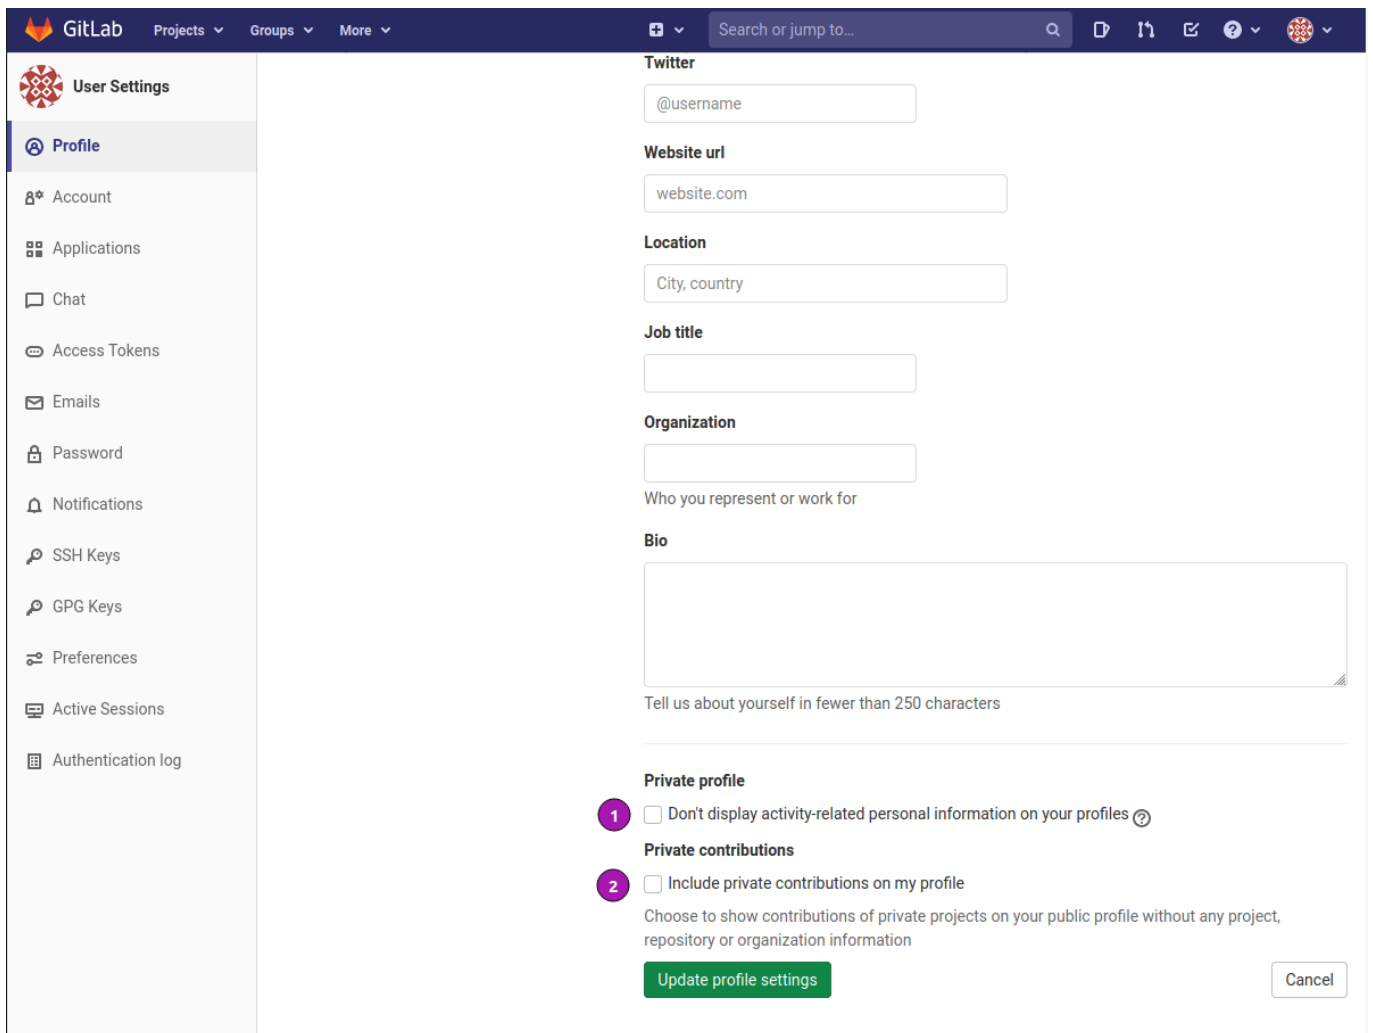 GitLab Projects Groups More Search or jump to...
User Settings
Profile
Account
Applications
Chat
Access Tokens
Emails
Password
Notifications
SSH Keys
GPG Keys
Preferences
Active Sessions
Authentication log
Twitter
@username
Website url
website.com
Location
City, country
Job title
Organization
Who you represent or work for
Bio
Tell us about yourself in fewer than 250 characters
Private profile
1 Don't display activity-related personal information on your profiles ?
Private contributions
2 Include private contributions on my profile
Choose to show contributions of private projects on your public profile without any project,
repository or organization information
Update profile settings Cancel